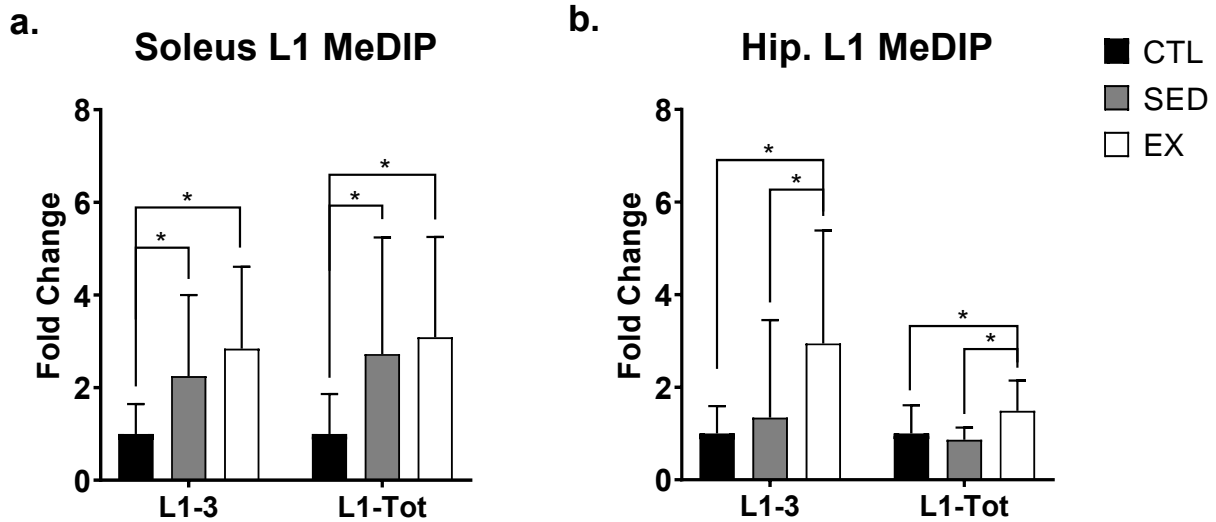 a.
Soleus L1 MeDIP
Fold Change
8
6
4
2
0
*
*
*
*
L1-3
L1-Tot
b.
Hip. L1 MeDIP
Fold Change
8
6
4
2
0
*
*
*
*
L1-3
L1-Tot
CTL
SED
EX